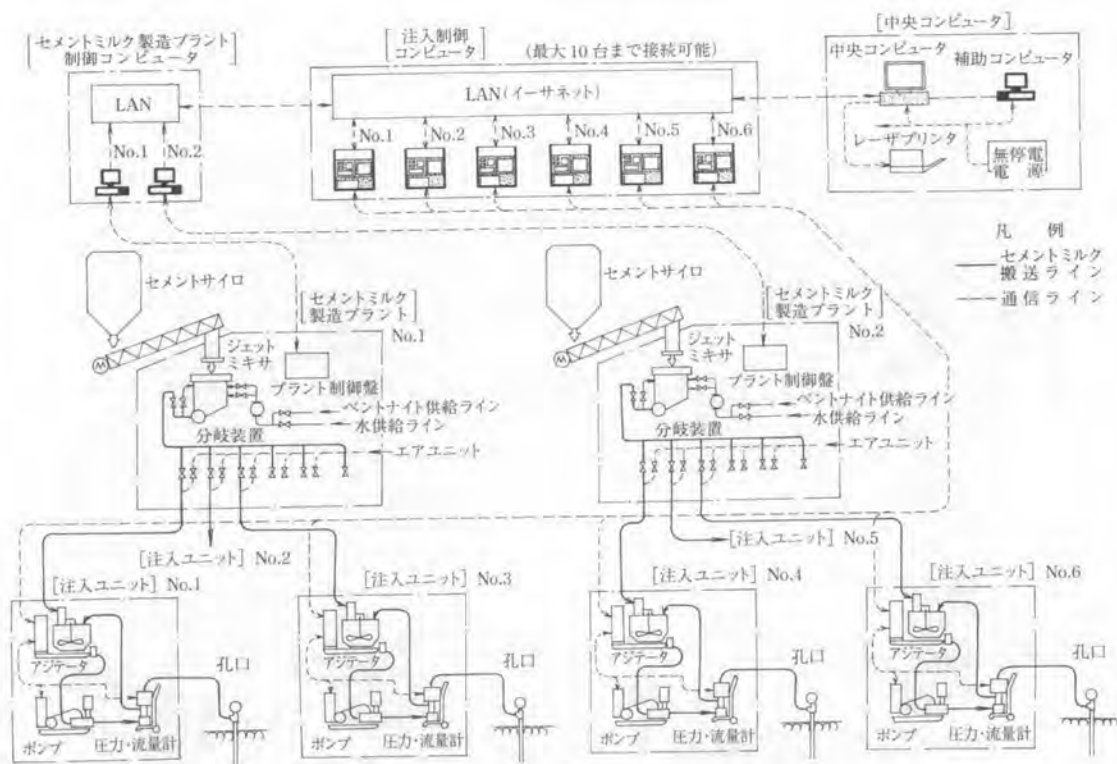 [セメントミルク製造プラント
制御コンピュータ]
LAN
No.1
No.2
[注入制御
コンピュータ]
(最大10台まで接続可能)
LAN(イーサネット)
No.1
No.2
No.3
No.4
No.5
No.6
[中央コンピュータ]
中央コンピュータ
補助コンピュータ
レーザプリンタ
無停電
電源
凡 例
セメントミルク
搬送ライン
通信ライン
セメントサイロ
[セメントミルク
製造プラント]
No.1
ジェット
ミキサ
プラント制御盤
ベントナイト供給ライン
水供給ライン
分岐装置
エアユニット
セメントサイロ
[セメントミルク
製造プラント]
No.2
ジェット
ミキサ
プラント制御盤
ベントナイト供給ライン
水供給ライン
分岐装置
エアユニット
[注入ユニット] No.2
[注入ユニット] No.5
[注入ユニット] No.1
アジテータ
孔口
ポンプ
圧力・流量計
[注入ユニット] No.3
アジテータ
孔口
ポンプ
圧力・流量計
[注入ユニット] No.4
アジテータ
孔口
ポンプ
圧力・流量計
[注入ユニット] No.6
アジテータ
孔口
ポンプ
圧力・流量計